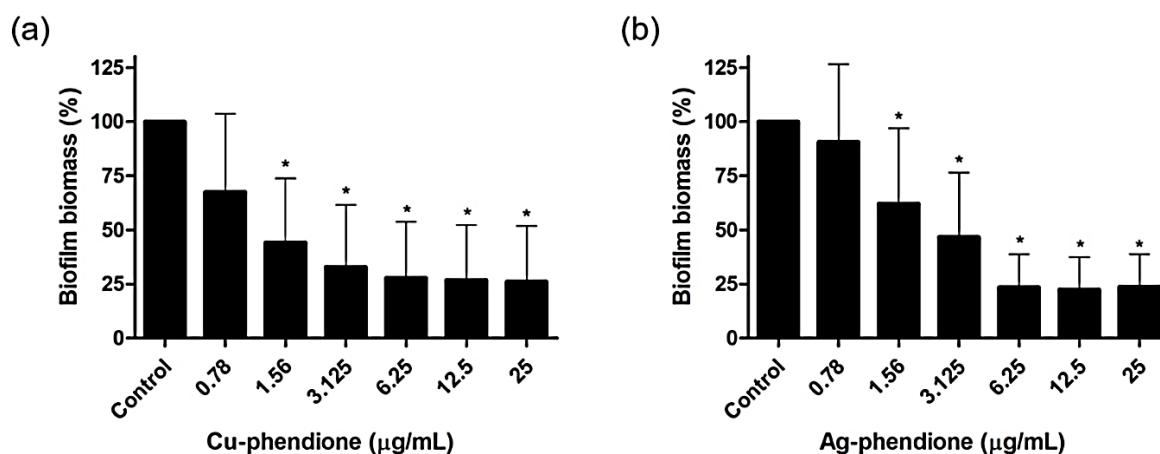 (a)
Biofilm biomass (%)
125
100
75
50
25
0
* * * * *
Control 0.78 1.56 3.125 6.25 12.5 25
Cu-phendione (μg/mL)
(b)
Biofilm biomass (%)
125
100
75
50
25
0
* * * * *
Control 0.78 1.56 3.125 6.25 12.5 25
Ag-phendione (μg/mL)